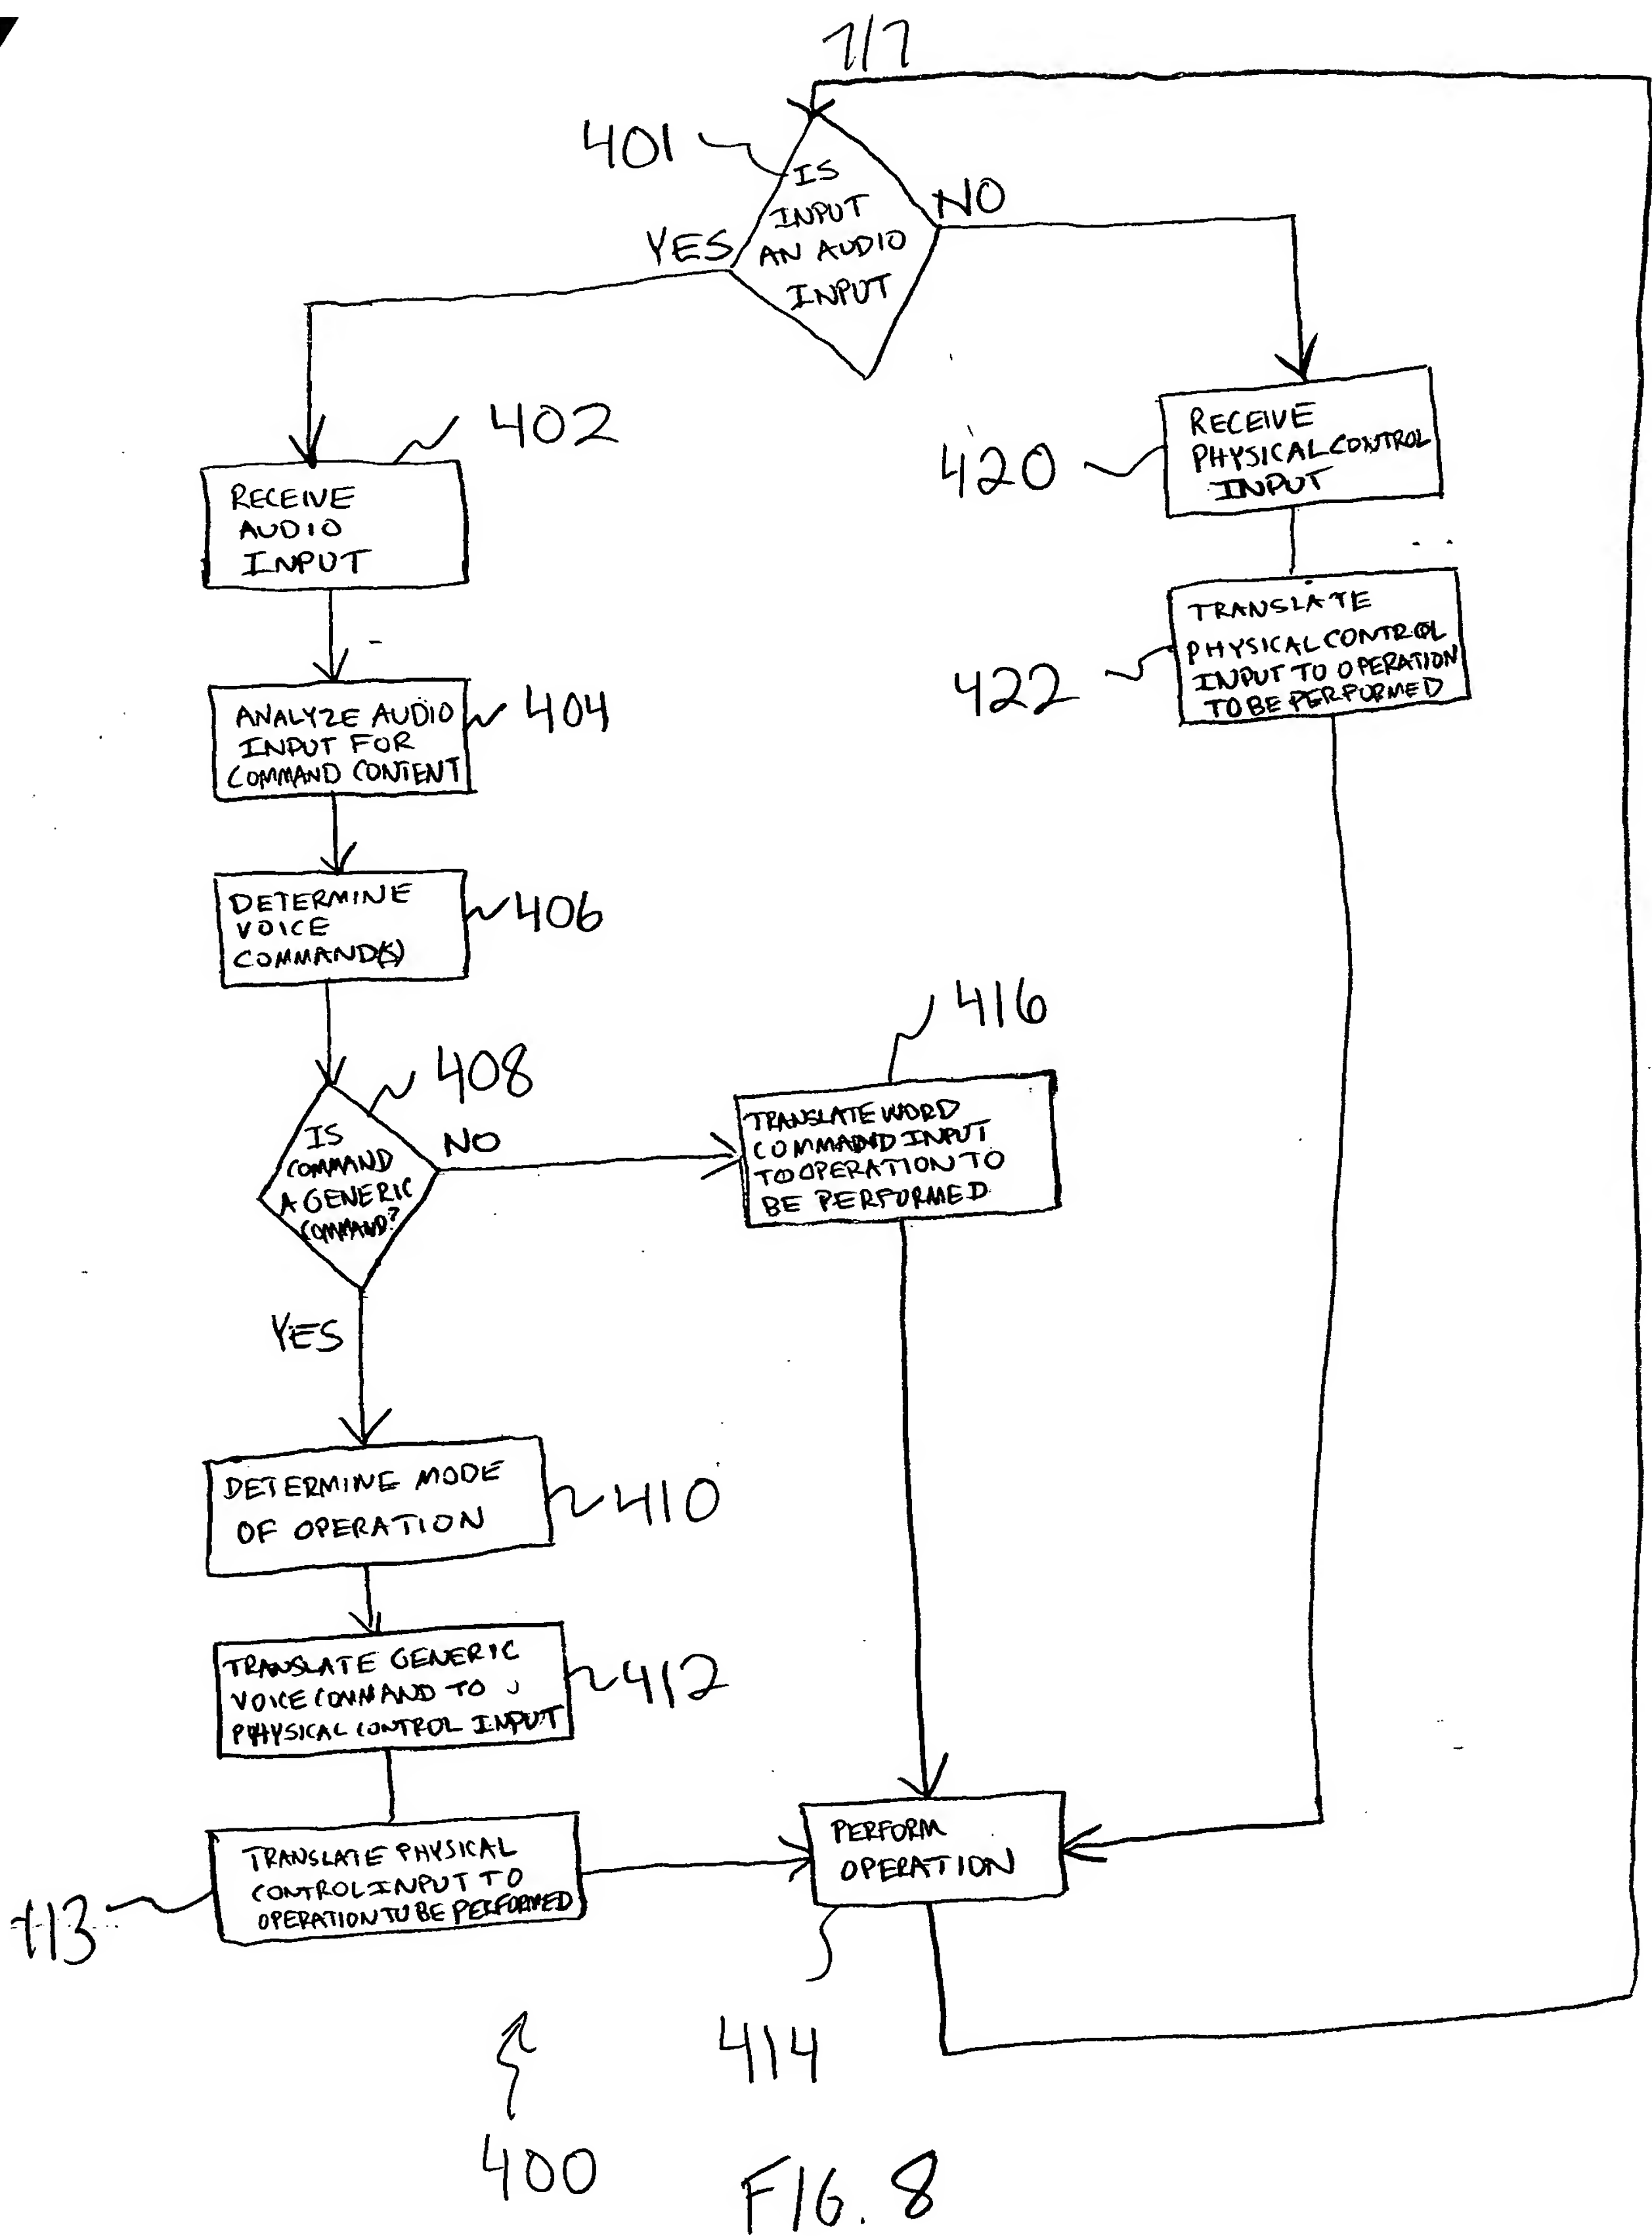 7/7
401
IS
INPUT
AN AUDIO
INPUT
YES
NO
402
RECEIVE
AUDIO
INPUT
420
RECEIVE
PHYSICAL CONTROL
INPUT
404
ANALYZE AUDIO
INPUT FOR
COMMAND CONTENT
422
TRANSLATE
PHYSICAL CONTROL
INPUT TO OPERATION
TO BE PERFORMED
406
DETERMINE
VOICE
COMMAND(S)
408
IS
COMMAND
A GENERIC
COMMAND?
NO
YES
416
TRANSLATE WORD
COMMAND INPUT
TO OPERATION TO
BE PERFORMED
410
DETERMINE MODE
OF OPERATION
412
TRANSLATE GENERIC
VOICE COMMAND TO
PHYSICAL CONTROL INPUT
413
TRANSLATE PHYSICAL
CONTROL INPUT TO
OPERATION TO BE PERFORMED
PERFORM
OPERATION
414
400
FIG. 8